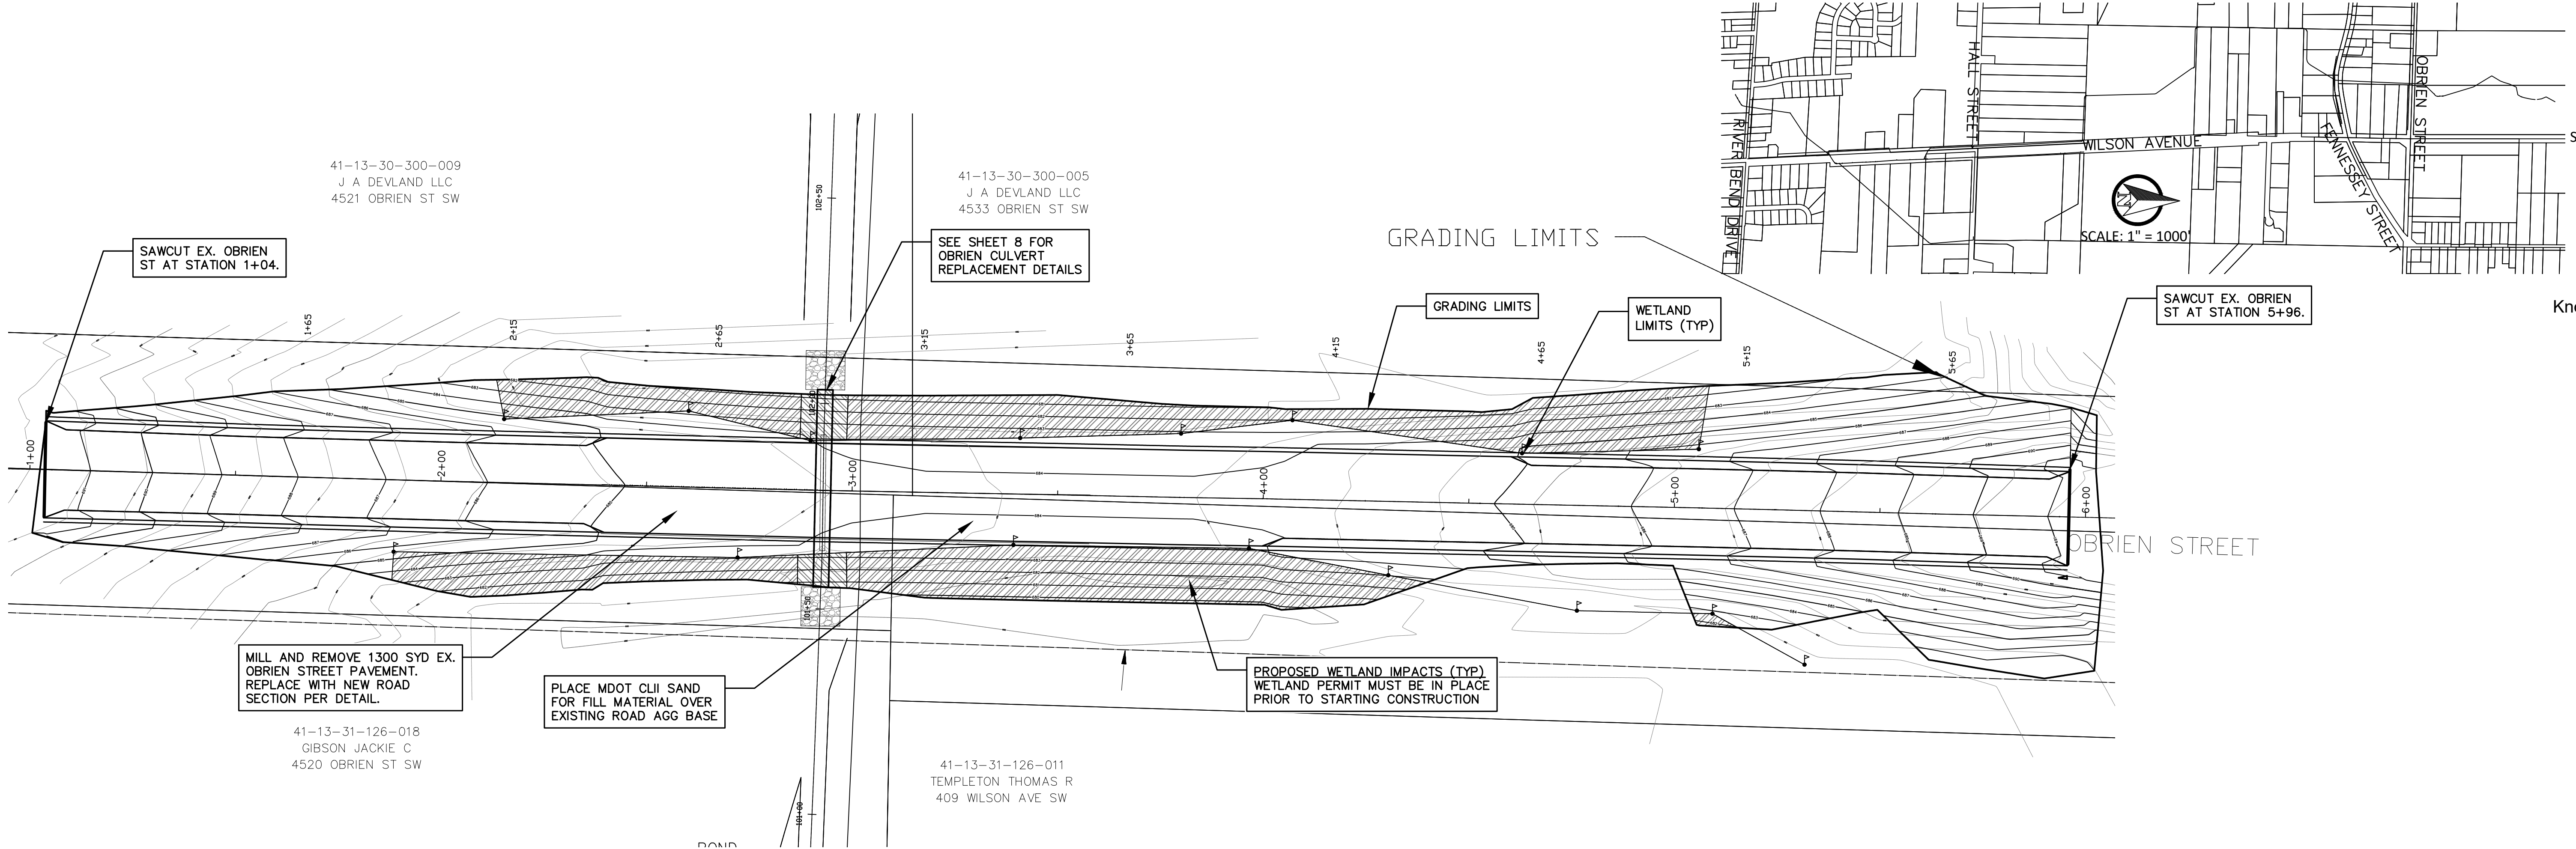 HALL STREET
OBRIEN STREET
RIVER BEND DRIVE
WILSON AVENUE
FENNESSEY STREET
S
N
SCALE: 1" = 1000'
Kn
41-13-30-300-009
J A DEVLAND LLC
4521 OBRIEN ST SW
41-13-30-300-005
J A DEVLAND LLC
4533 OBRIEN ST SW
102+50
SAWCUT EX. OBRIEN
ST AT STATION 1+04.
SEE SHEET 8 FOR
OBRIEN CULVERT
REPLACEMENT DETAILS
GRADING LIMITS
GRADING LIMITS
WETLAND
LIMITS (TYP)
SAWCUT EX. OBRIEN
ST AT STATION 5+96.
1+65
2+15
2+65
3+15
3+65
4+15
4+65
5+15
5+65
102+00
1+00
2+00
3+00
4+00
5+00
6+00
OBRIEN STREET
101+50
MILL AND REMOVE 1300 SYD EX.
OBRIEN STREET PAVEMENT.
REPLACE WITH NEW ROAD
SECTION PER DETAIL.
PLACE MDOT CLII SAND
FOR FILL MATERIAL OVER
EXISTING ROAD AGG BASE
PROPOSED WETLAND IMPACTS (TYP)
WETLAND PERMIT MUST BE IN PLACE
PRIOR TO STARTING CONSTRUCTION
41-13-31-126-018
GIBSON JACKIE C
4520 OBRIEN ST SW
41-13-31-126-011
TEMPLETON THOMAS R
409 WILSON AVE SW
101+00